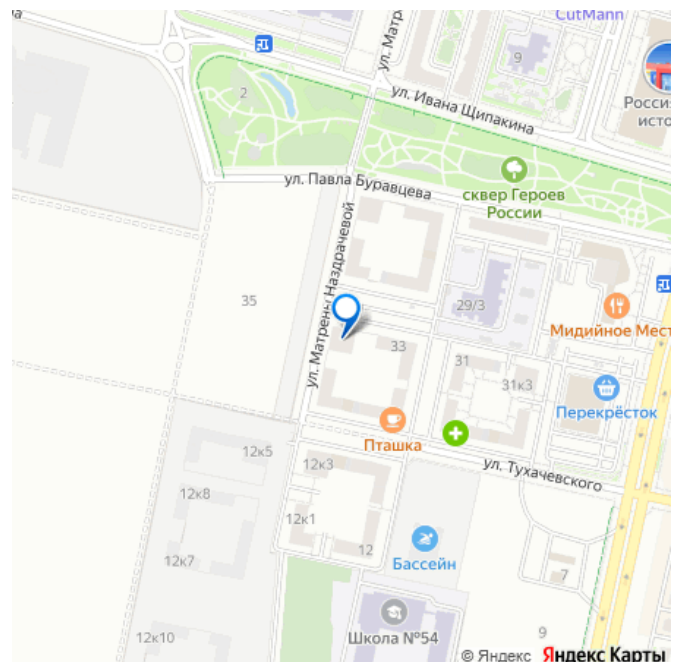 CutMann
ул. Матр
9
2
ул. Ивана Щипакина
Россия
исто
ул. Павла Буравцева
сквер Героев
России
ул. Матрены Наздрачевой
35
29/3
Мидийное Мест
33
31
31к3
Перекрёсток
Пташка
ул. Тухачевского
12к5
12к3
12к8
12к1
12
Бассейн
12к7
7
12к10
Школа №54
9
© Яндекс Яндекс Карты